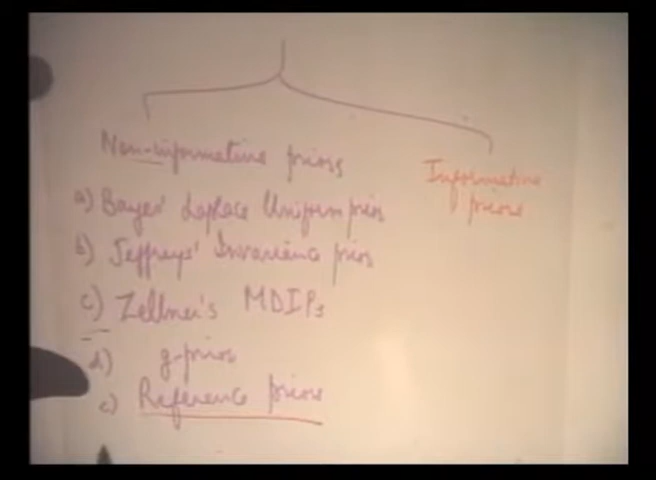 Non-informative priors
Informative
priors
a) Bayes' Laplace Uniform prior
b) Jeffreys' Invariance prior
c) Zellner's MDIPs
d) g-priors
e) Reference priors